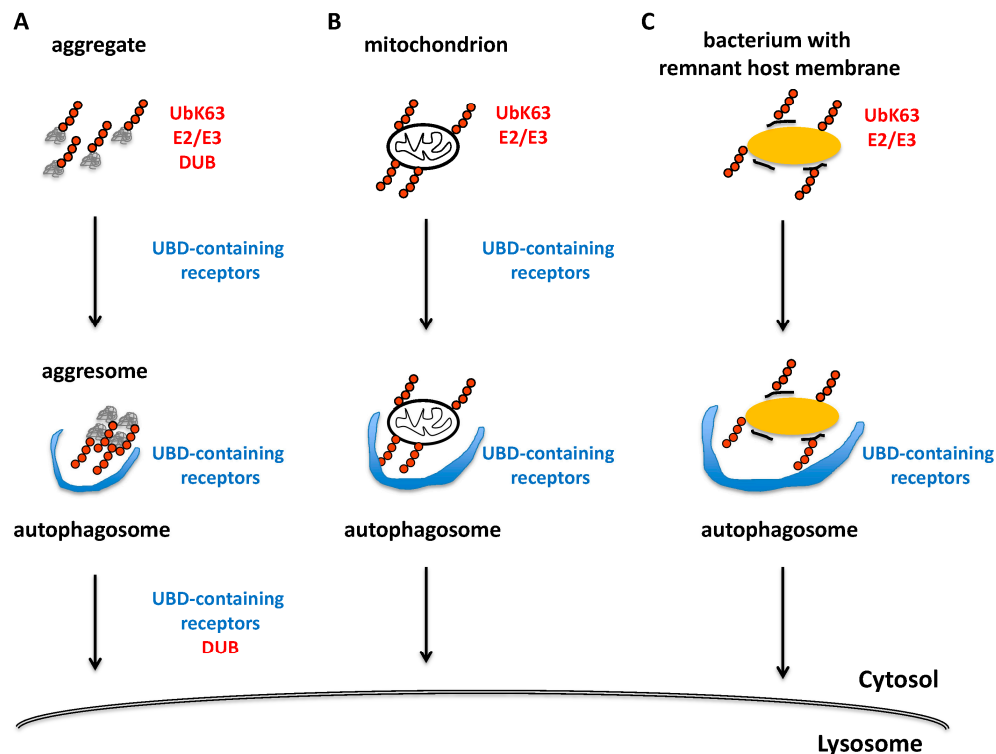 A
aggregate
UbK63
E2/E3
DUB
UBD-containing
receptors
aggresome
UBD-containing
receptors
autophagosome
UBD-containing
receptors
DUB
B
mitochondrion
UbK63
E2/E3
UBD-containing
receptors
UBD-containing
receptors
autophagosome
C
bacterium with
remnant host membrane
UbK63
E2/E3
UBD-containing
receptors
autophagosome
Cytosol
Lysosome